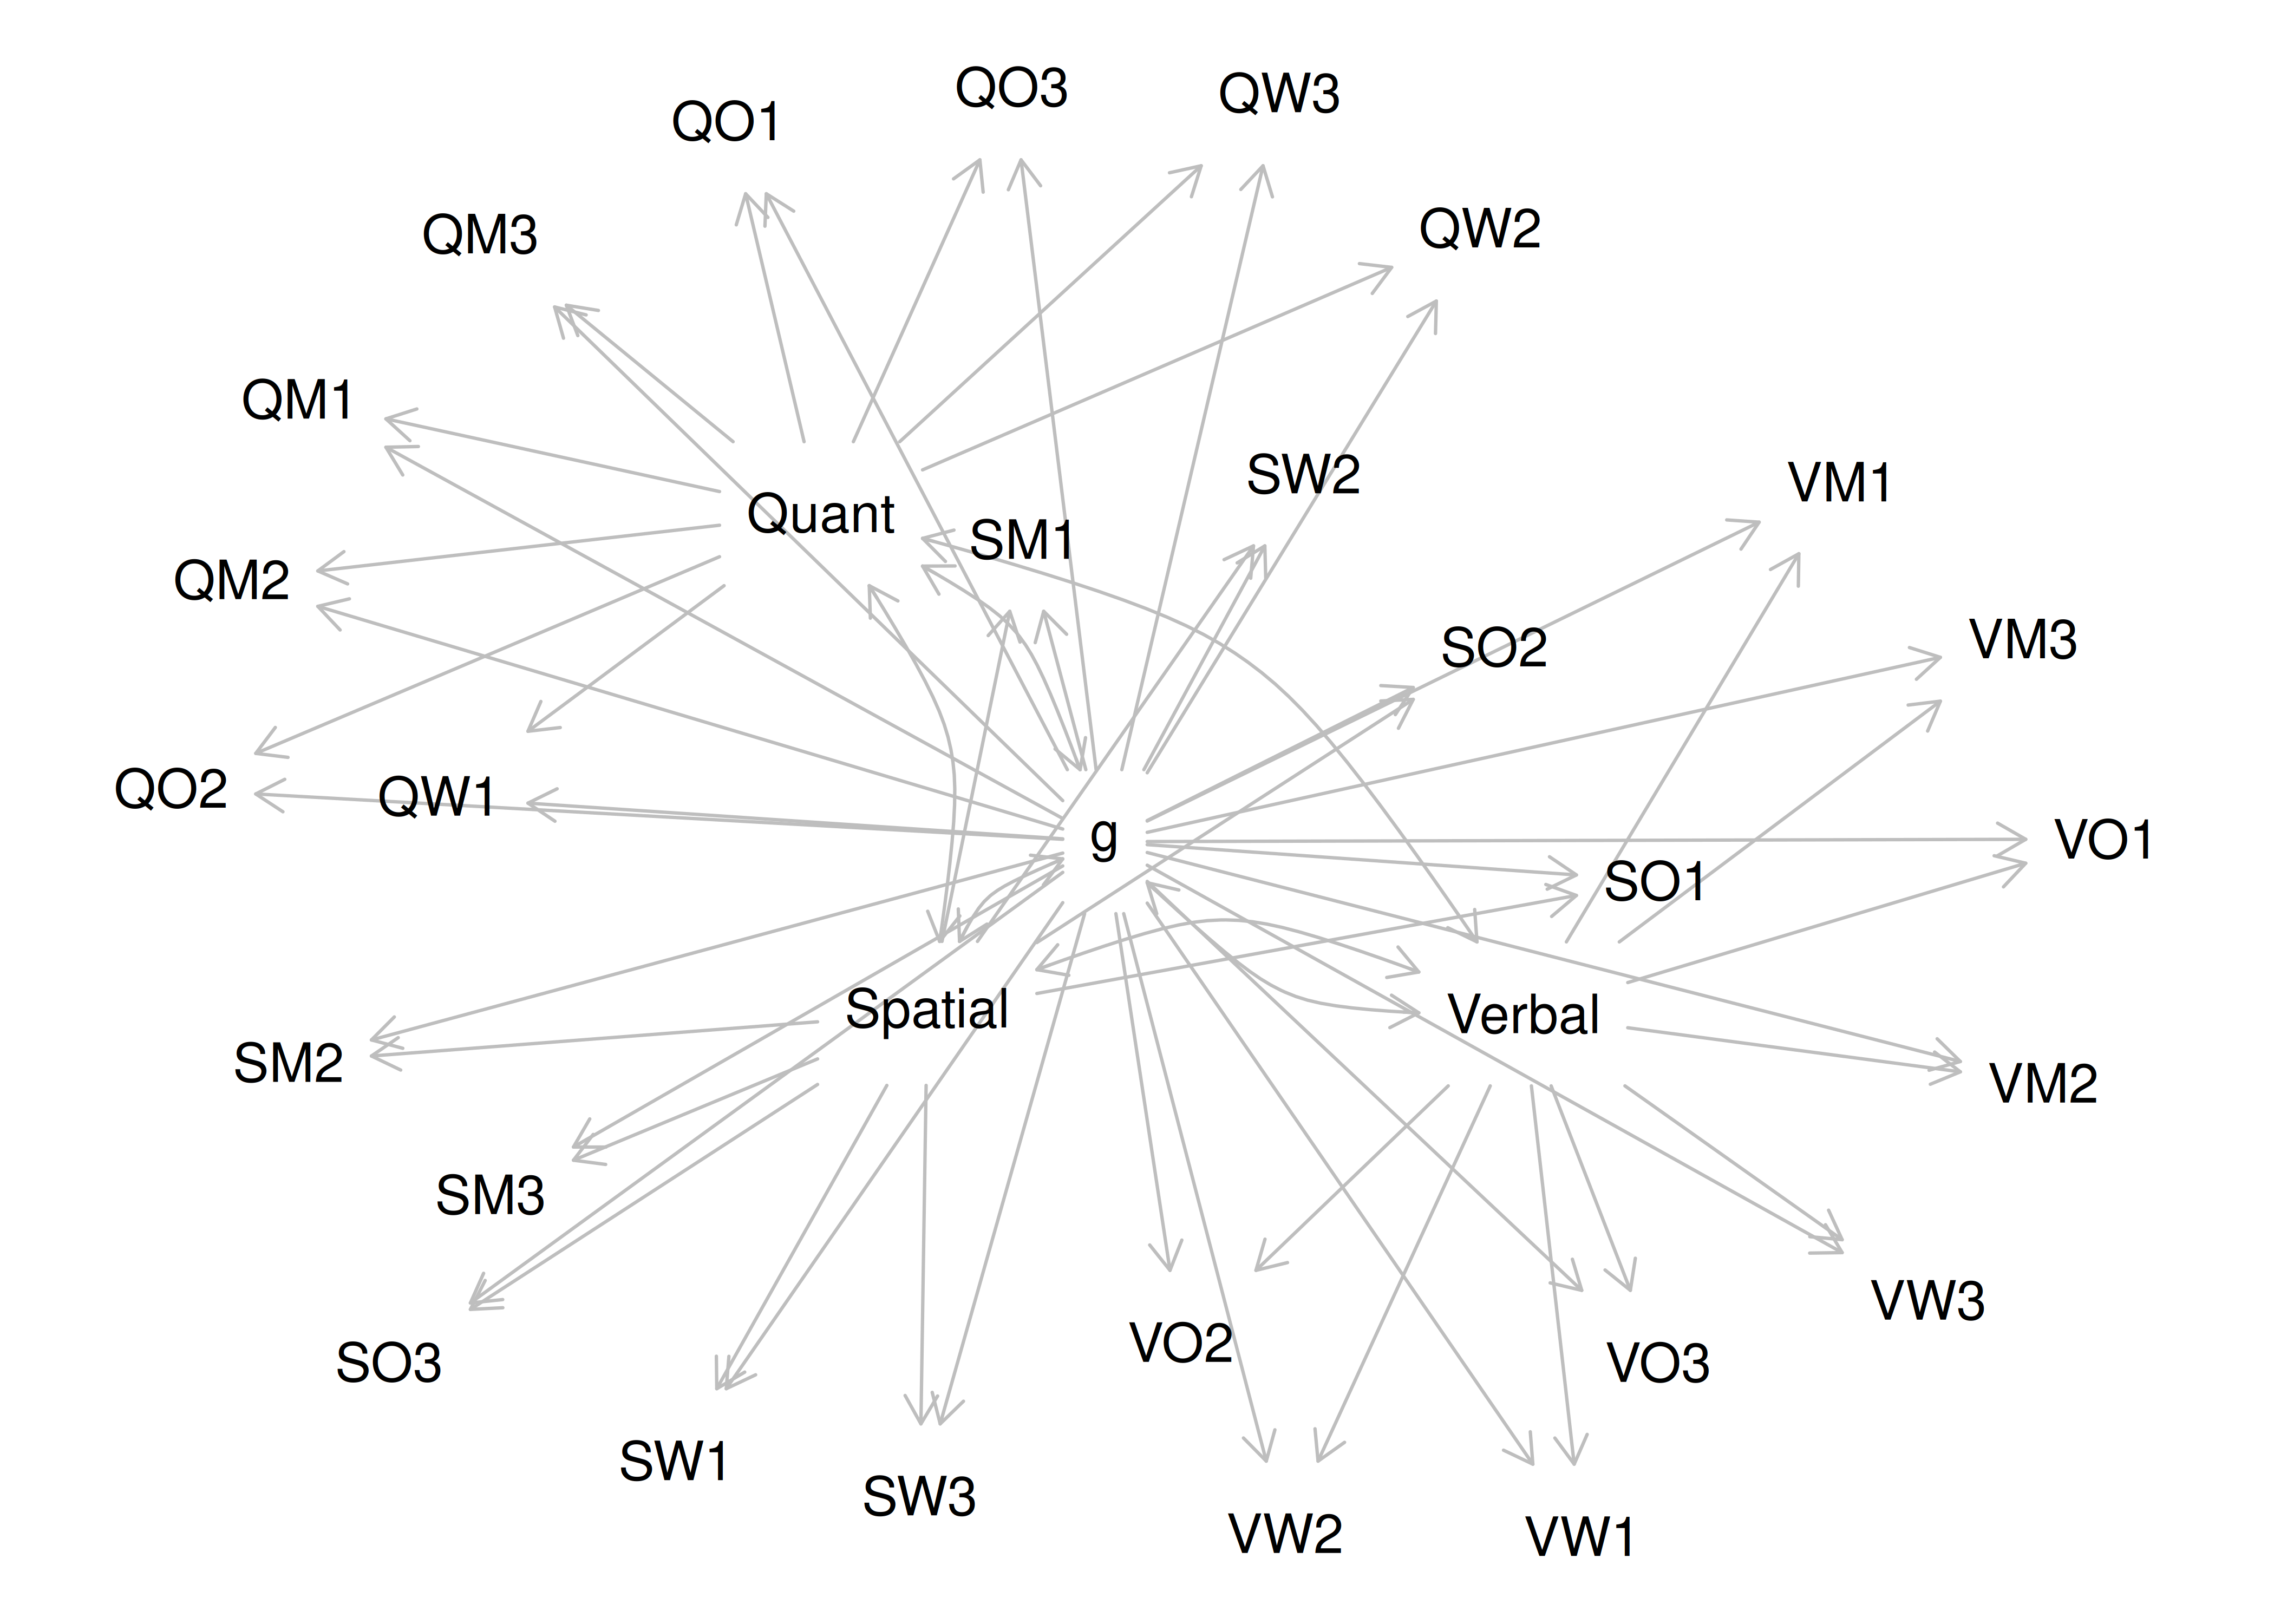 QO3
QW3
QO1
QW2
QM3
QM1
SW2
VM1
Quant
SM1
QM2
VM3
SO2
QO2
QW1
g
VO1
SO1
Spatial
Verbal
SM2
VM2
SM3
VW3
VO2
SO3
VO3
SW1
SW3
VW2
VW1